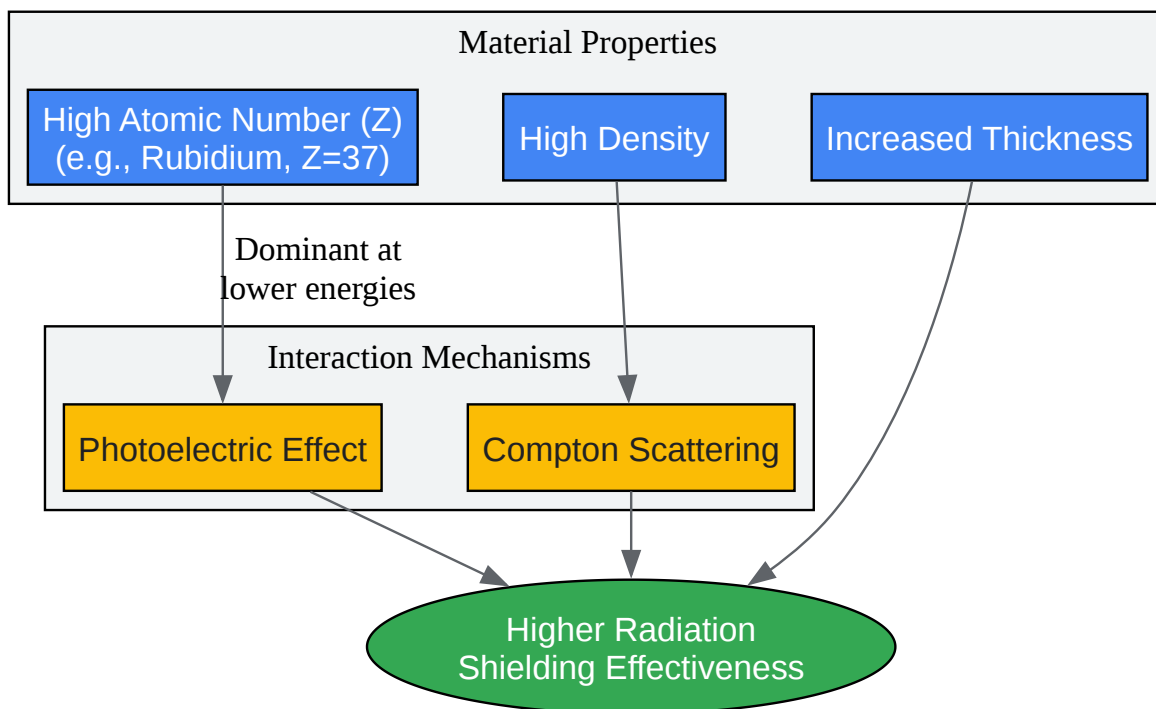 Material Properties
High Atomic Number (Z)
(e.g., Rubidium, Z=37)
High Density
Increased Thickness
Dominant at
lower energies
Interaction Mechanisms
Photoelectric Effect
Compton Scattering
Higher Radiation
Shielding Effectiveness